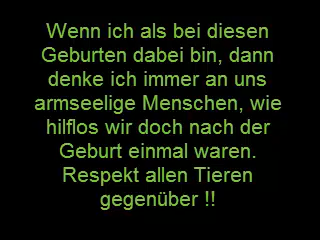 Wenn ich als bei diesen
Geburten dabei bin, dann
denke ich immer an uns
armseelige Menschen, wie
hilflos wir doch nach der
Geburt einmal waren.
Respekt allen Tieren
gegenüber !!